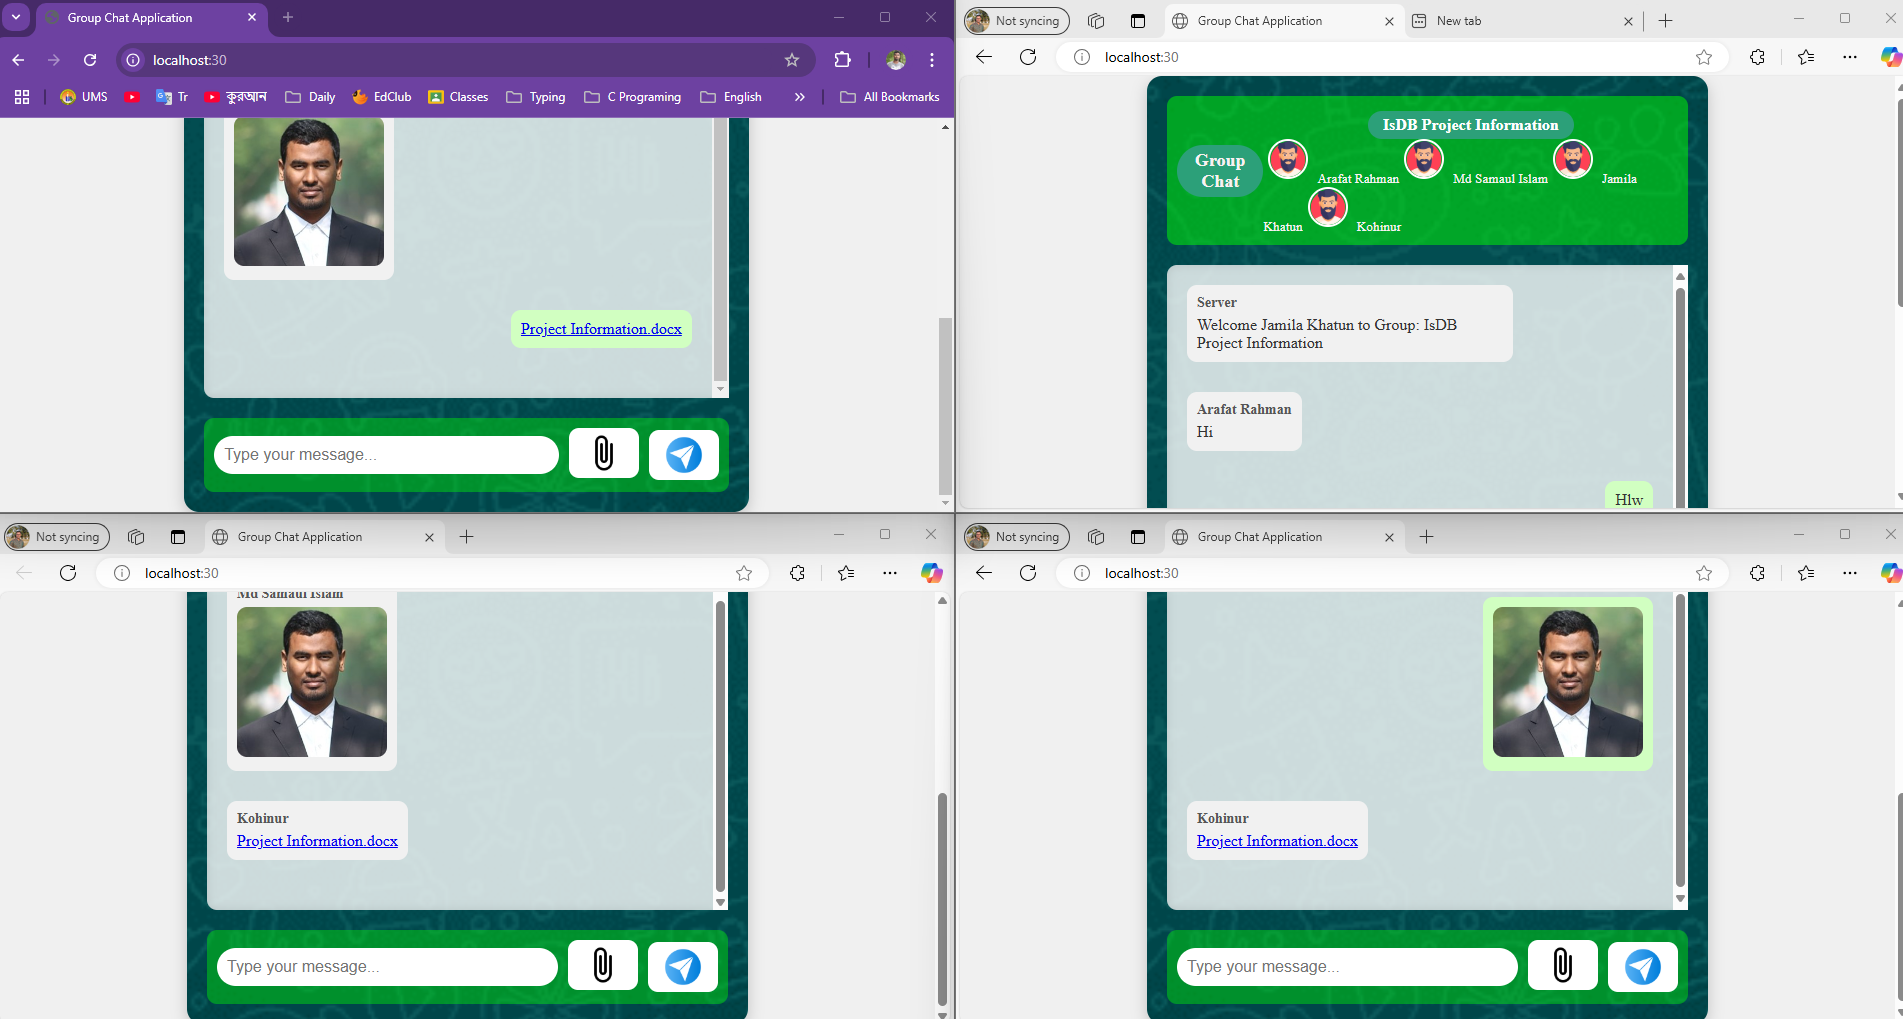 Group Chat Application
localhost:30
UMS
Tr
কুরআন
Daily
EdClub
Classes
Typing
C Programing
English
All Bookmarks
Project Information.docx
Type your message...
Not syncing
Group Chat Application
New tab
localhost:30
IsDB Project Information
Group
Chat
Arafat Rahman
Md Samaul Islam
Jamila
Khatun
Kohinur
Server
Welcome Jamila Khatun to Group: IsDB
Project Information
Arafat Rahman
Hi
Hlw
Not syncing
Group Chat Application
localhost:30
Md Samaul Islam
Kohinur
Project Information.docx
Type your message...
Not syncing
Group Chat Application
localhost:30
Kohinur
Project Information.docx
Type your message...